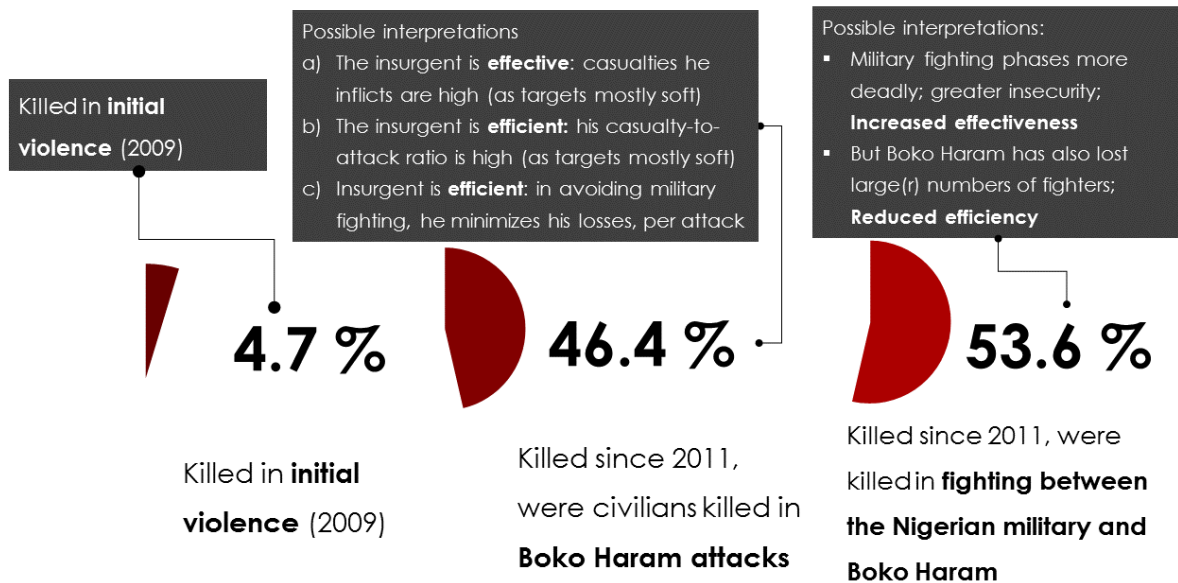 Killed in initial
violence (2009)
Possible interpretations
a) The insurgent is effective: casualties he
inflicts are high (as targets mostly soft)
b) The insurgent is efficient: his casualty-to-
attack ratio is high (as targets mostly soft)
c) Insurgent is efficient: in avoiding military
fighting, he minimizes his losses, per attack
Possible interpretations:
▪ Military fighting phases more
deadly; greater insecurity;
Increased effectiveness
▪ But Boko Haram has also lost
large(r) numbers of fighters;
Reduced efficiency
4.7 %
46.4 %
53.6 %
Killed in initial
violence (2009)
Killed since 2011,
were civilians killed in
Boko Haram attacks
Killed since 2011, were
killed in fighting between
the Nigerian military and
Boko Haram